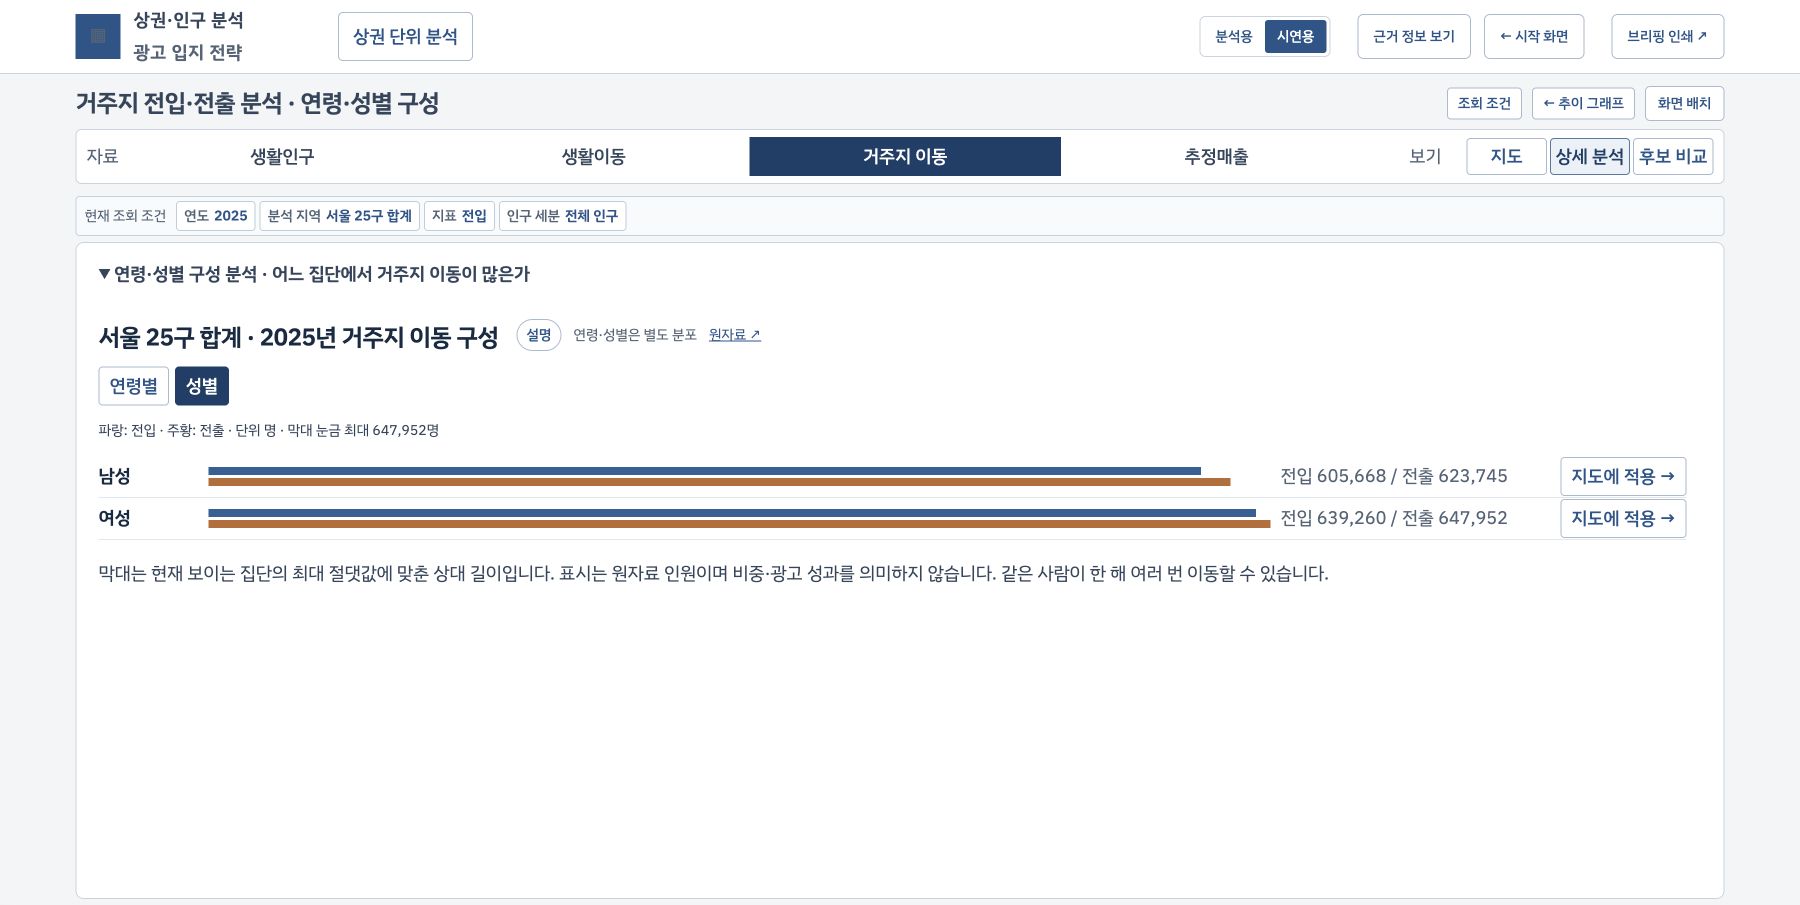 상권·인구 분석
광고 입지 전략
상권 단위 분석
분석용 시연용
근거 정보 보기
← 시작 화면
브리핑 인쇄 ↗
거주지 전입·전출 분석 · 연령·성별 구성
조회 조건
← 추이 그래프
화면 배치
자료 생활인구 생활이동 거주지 이동 추정매출 보기 지도 상세 분석 후보 비교
현재 조회 조건 연도 2025 분석 지역 서울 25구 합계 지표 전입 인구 세분 전체 인구
▼ 연령·성별 구성 분석 · 어느 집단에서 거주지 이동이 많은가
서울 25구 합계 · 2025년 거주지 이동 구성 설명 연령·성별은 별도 분포 원자료 ↗
연령별 성별
파랑: 전입 · 주황: 전출 · 단위 명 · 막대 눈금 최대 647,952명
남성 전입 605,668 / 전출 623,745 지도에 적용 →
여성 전입 639,260 / 전출 647,952 지도에 적용 →
막대는 현재 보이는 집단의 최대 절댓값에 맞춘 상대 길이입니다. 표시는 원자료 인원이며 비중·광고 성과를 의미하지 않습니다. 같은 사람이 한 해 여러 번 이동할 수 있습니다.